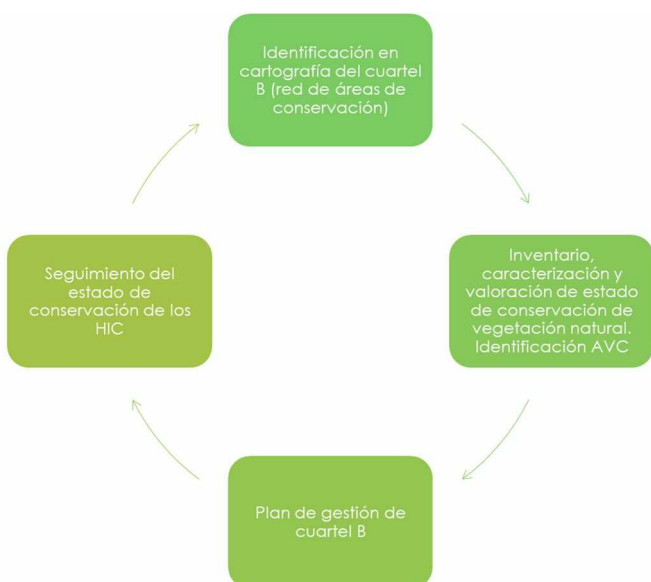 Identificación en
cartografía del cuartel
B (red de áreas de
conservación)
Inventario,
caracterización y
valoración de estado
de conservación de
vegetación natural.
Identificación AVC
Plan de gestión de
cuartel B
Seguimiento del
estado de
conservación de los
HIC